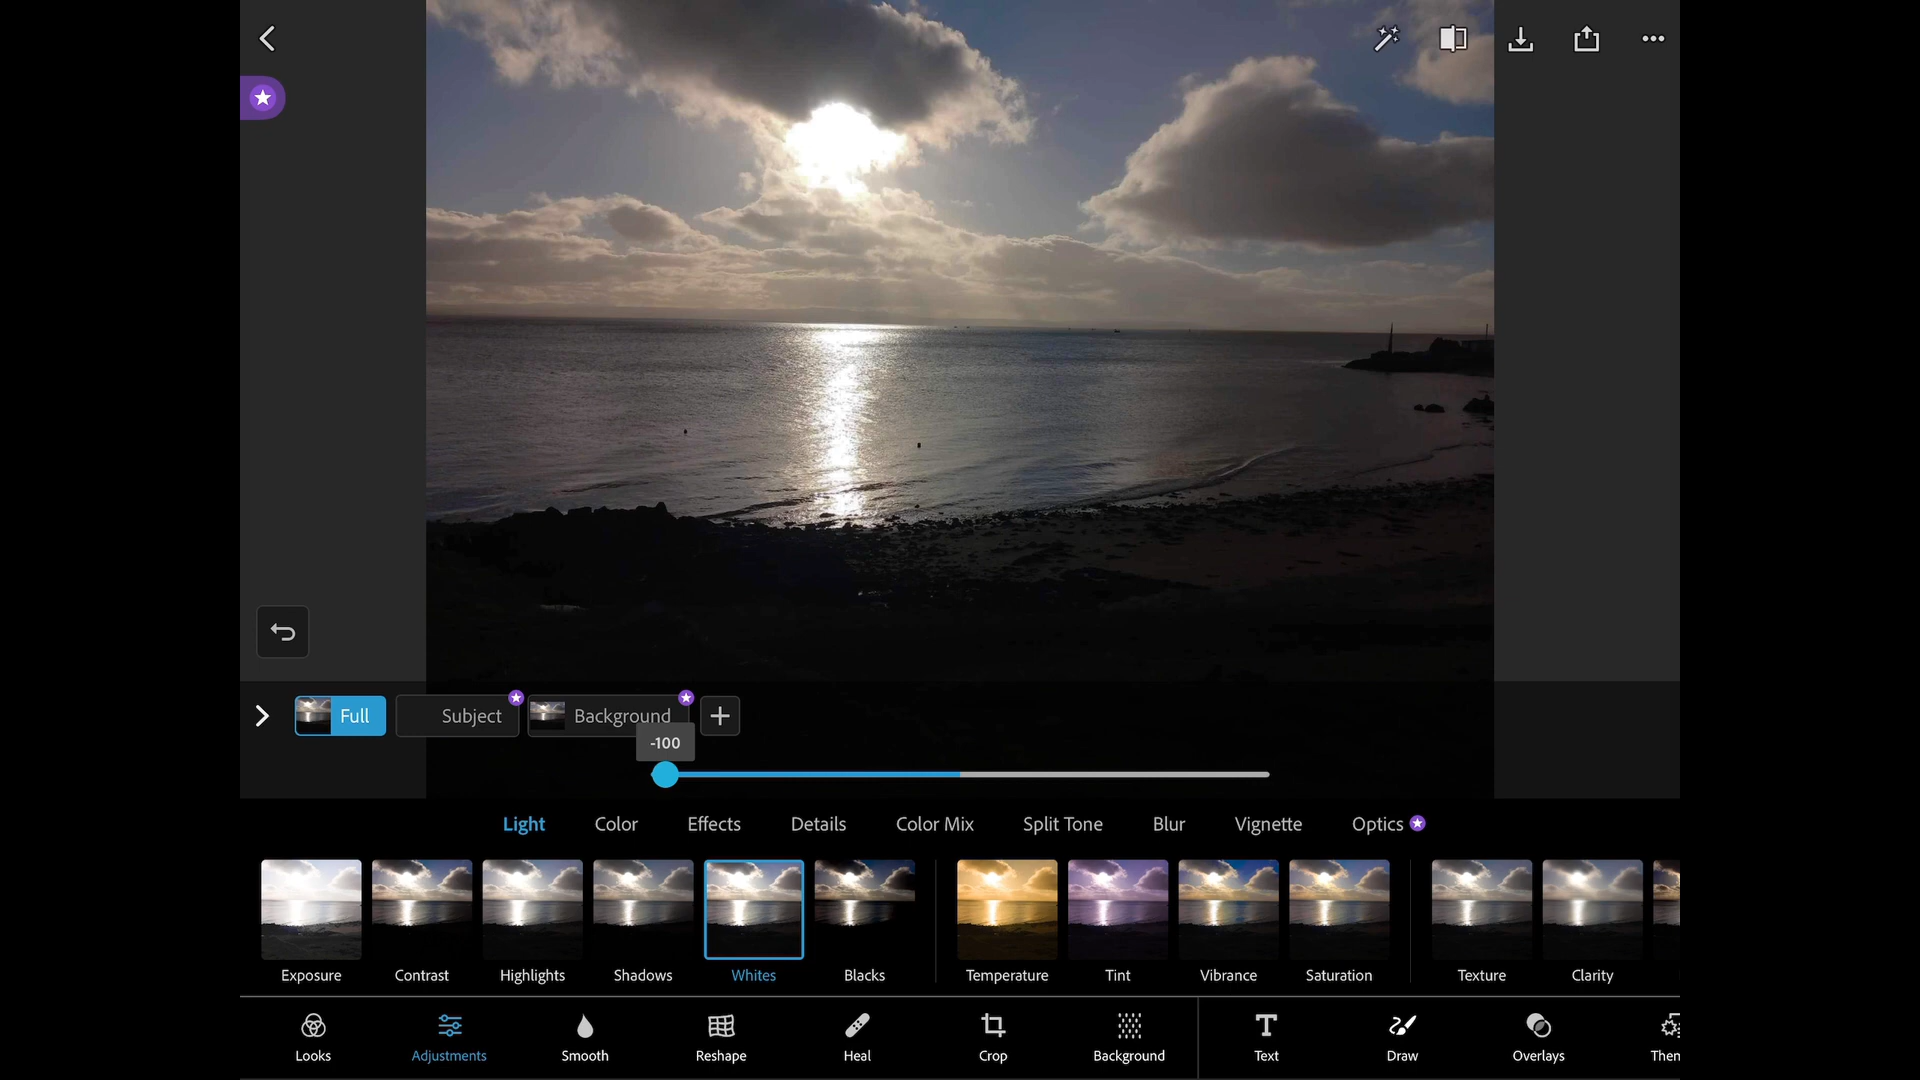 Full
Subject
Background
-100
Light Color Effects Details Color Mix Split Tone Blur Vignette Optics
Exposure Contrast Highlights Shadows Whites Blacks Temperature Tint Vibrance Saturation Texture Clarity
Looks Adjustments Smooth Reshape Heal Crop Background Text Draw Overlays Them